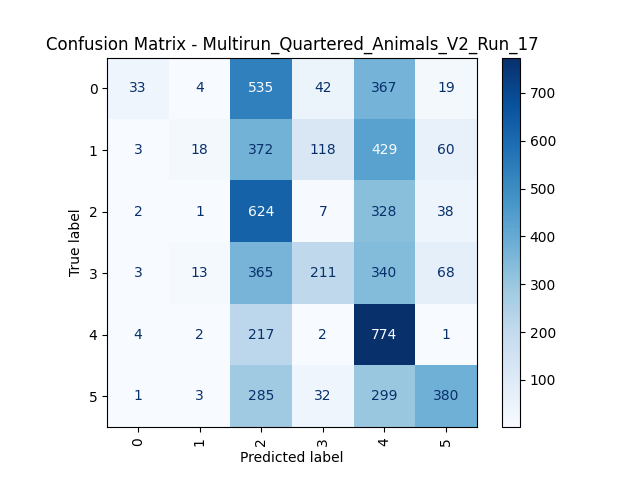 Confusion Matrix - Multirun_Quartered_Animals_V2_Run_17
True label
0 33 4 535 42 367 19
1 3 18 372 118 429 60
2 2 1 624 7 328 38
3 3 13 365 211 340 68
4 4 2 217 2 774 1
5 1 3 285 32 299 380
0 1 2 3 4 5
Predicted label
700
600
500
400
300
200
100